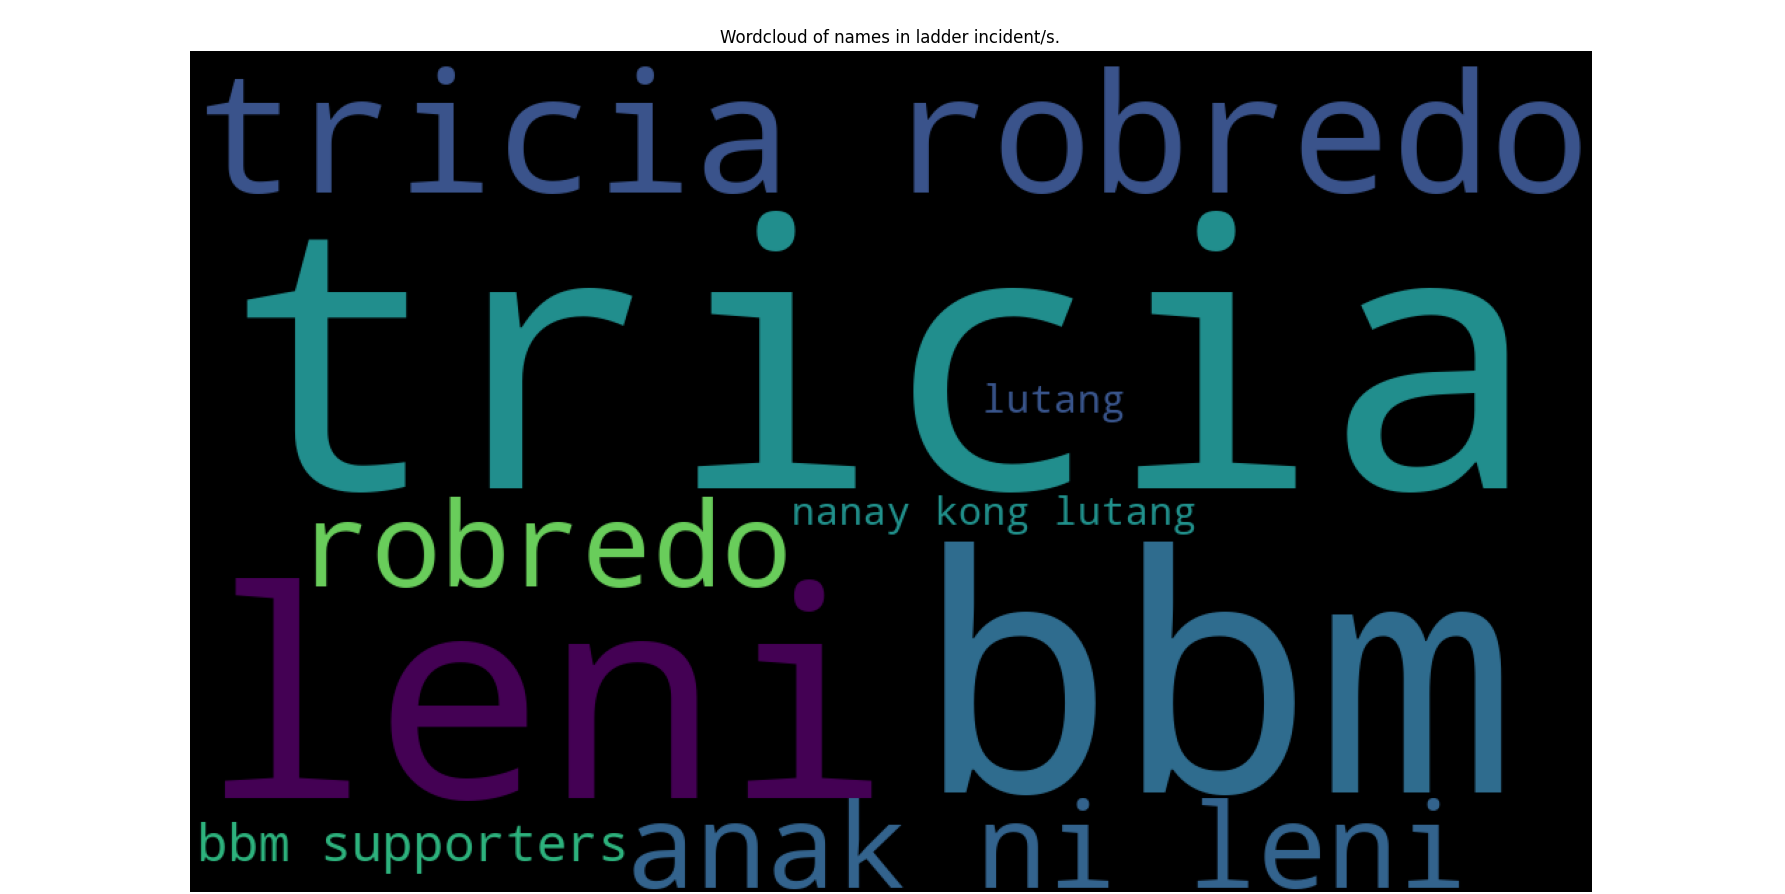 Wordcloud of names in ladder incident/s.
tricia robredo
tricia
lutang
robredo
nanay kong lutang
leni
bbm
bbm supporters
anak ni leni